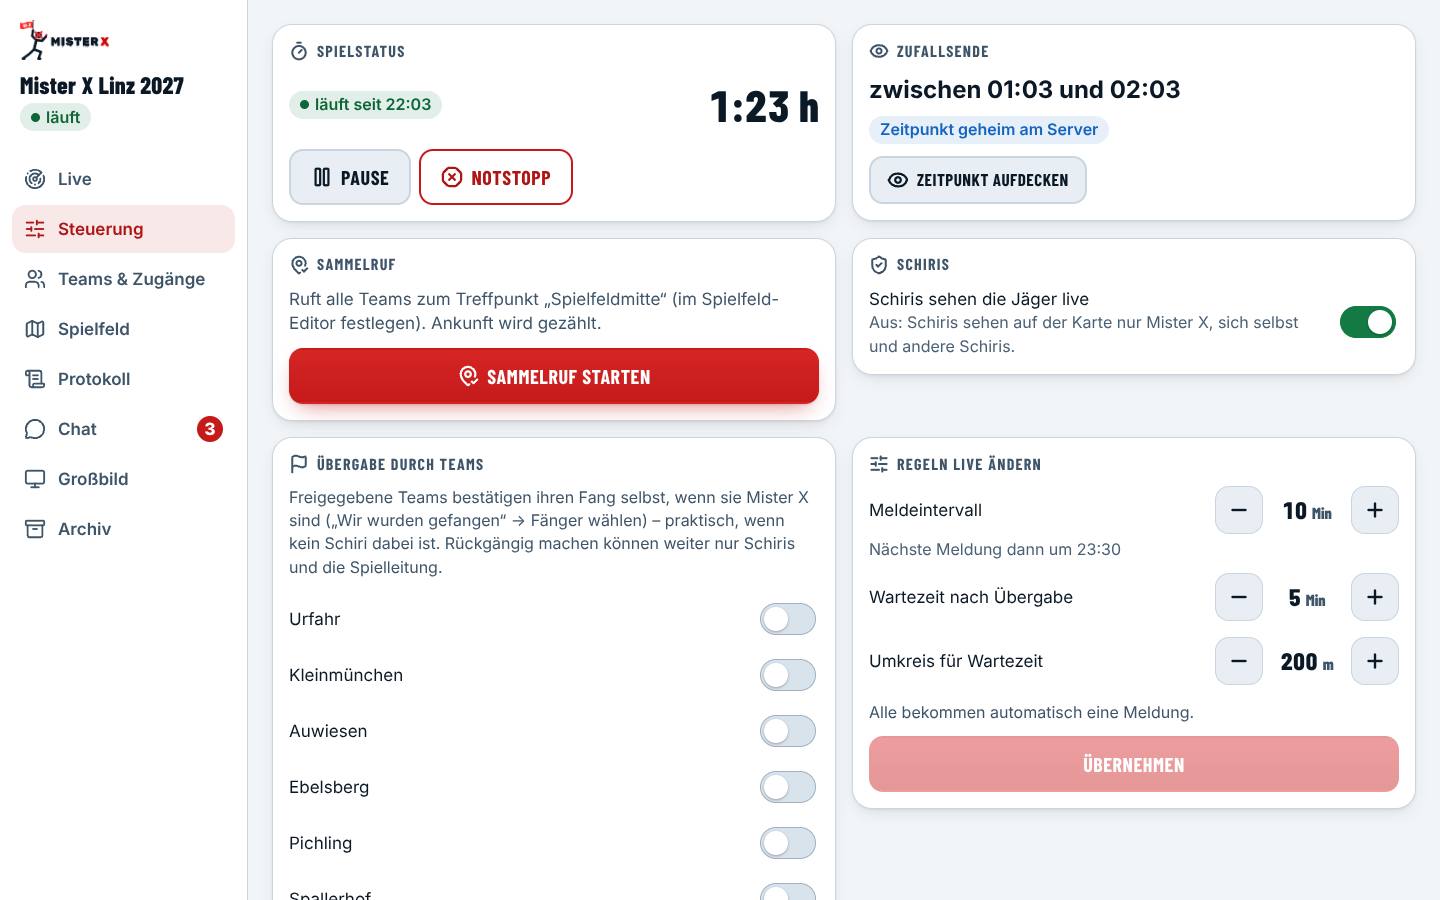 MISTER X
Mister X Linz 2027
läuft
Live
Steuerung
Teams & Zugänge
Spielfeld
Protokoll
Chat
3
Großbild
Archiv
SPIELSTATUS
läuft seit 22:03
1:23 h
PAUSE
NOTSTOPP
ZUFALLSENDE
zwischen 01:03 und 02:03
Zeitpunkt geheim am Server
ZEITPUNKT AUFDECKEN
SAMMELRUF
Ruft alle Teams zum Treffpunkt „Spielfeldmitte“ (im Spielfeld-
Editor festlegen). Ankunft wird gezählt.
SAMMELRUF STARTEN
SCHIRIS
Schiris sehen die Jäger live
Aus: Schiris sehen auf der Karte nur Mister X, sich selbst
und andere Schiris.
ÜBERGABE DURCH TEAMS
Freigegebene Teams bestätigen ihren Fang selbst, wenn sie Mister X
sind („Wir wurden gefangen“ → Fänger wählen) – praktisch, wenn
kein Schiri dabei ist. Rückgängig machen können weiter nur Schiris
und die Spielleitung.
Urfahr
Kleinmünchen
Auwiesen
Ebelsberg
Pichling
Spallerhof
REGELN LIVE ÄNDERN
Meldeintervall
10 Min
Nächste Meldung dann um 23:30
Wartezeit nach Übergabe
5 Min
Umkreis für Wartezeit
200 m
Alle bekommen automatisch eine Meldung.
ÜBERNEHMEN